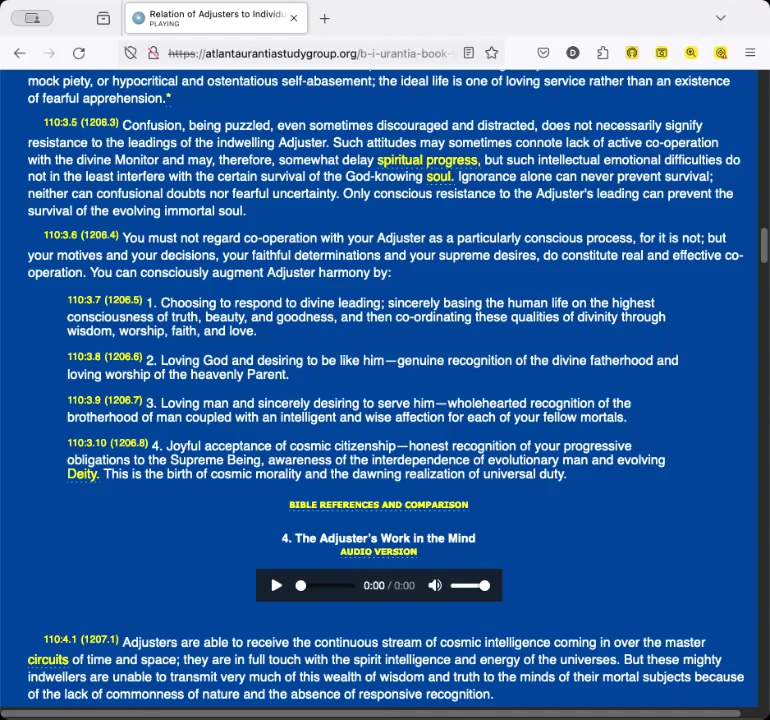 Relation of Adjusters to Individu
PLAYING
https://atlantaurantiastudygroup.org/b-i-urantia-book-
mock piety, or hypocritical and ostentatious self-abasement; the ideal life is one of loving service rather than an existence
of fearful apprehension.*
110:3.5 (1206.3) Confusion, being puzzled, even sometimes discouraged and distracted, does not necessarily signify
resistance to the leadings of the indwelling Adjuster. Such attitudes may sometimes connote lack of active co-operation
with the divine Monitor and may, therefore, somewhat delay spiritual progress, but such intellectual emotional difficulties do
not in the least interfere with the certain survival of the God-knowing soul. Ignorance alone can never prevent survival;
neither can confusional doubts nor fearful uncertainty. Only conscious resistance to the Adjuster's leading can prevent the
survival of the evolving immortal soul.
110:3.6 (1206.4) You must not regard co-operation with your Adjuster as a particularly conscious process, for it is not; but
your motives and your decisions, your faithful determinations and your supreme desires, do constitute real and effective co-
operation. You can consciously augment Adjuster harmony by:
110:3.7 (1206.5) 1. Choosing to respond to divine leading; sincerely basing the human life on the highest
consciousness of truth, beauty, and goodness, and then co-ordinating these qualities of divinity through
wisdom, worship, faith, and love.
110:3.8 (1206.6) 2. Loving God and desiring to be like him—genuine recognition of the divine fatherhood and
loving worship of the heavenly Parent.
110:3.9 (1206.7) 3. Loving man and sincerely desiring to serve him—wholehearted recognition of the
brotherhood of man coupled with an intelligent and wise affection for each of your fellow mortals.
110:3.10 (1206.8) 4. Joyful acceptance of cosmic citizenship—honest recognition of your progressive
obligations to the Supreme Being, awareness of the interdependence of evolutionary man and evolving
Deity. This is the birth of cosmic morality and the dawning realization of universal duty.
BIBLE REFERENCES AND COMPARISON
4. The Adjuster's Work in the Mind
AUDIO VERSION
0:00 / 0:00
110:4.1 (1207.1) Adjusters are able to receive the continuous stream of cosmic intelligence coming in over the master
circuits of time and space; they are in full touch with the spirit intelligence and energy of the universes. But these mighty
indwellers are unable to transmit very much of this wealth of wisdom and truth to the minds of their mortal subjects because
of the lack of commonness of nature and the absence of responsive recognition.